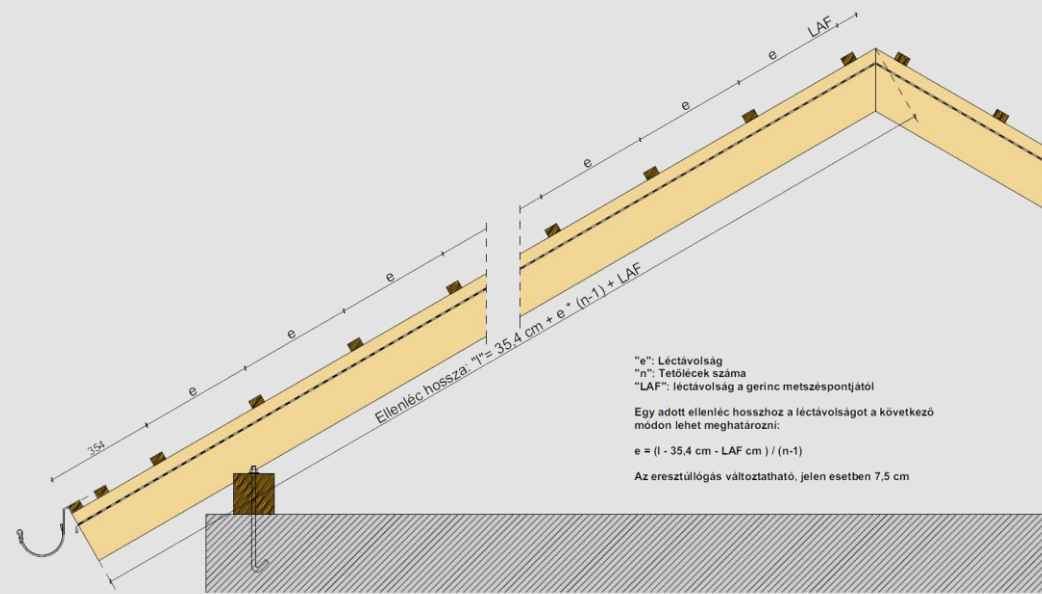 LAF
e
e
e
e
e
e
354
Ellenléc hossza: "l"= 35,4 cm + e * (n-1) + LAF
"e": Léctávolság
"n": Tetőlécek száma
"LAF": léctávolság a gerinc metszéspontjától
Egy adott ellenléc hosszhoz a léctávolságot a következő
módon lehet meghatározni:
e = (l - 35,4 cm - LAF cm ) / (n-1)
Az eresztúllógás változtatható, jelen esetben 7,5 cm